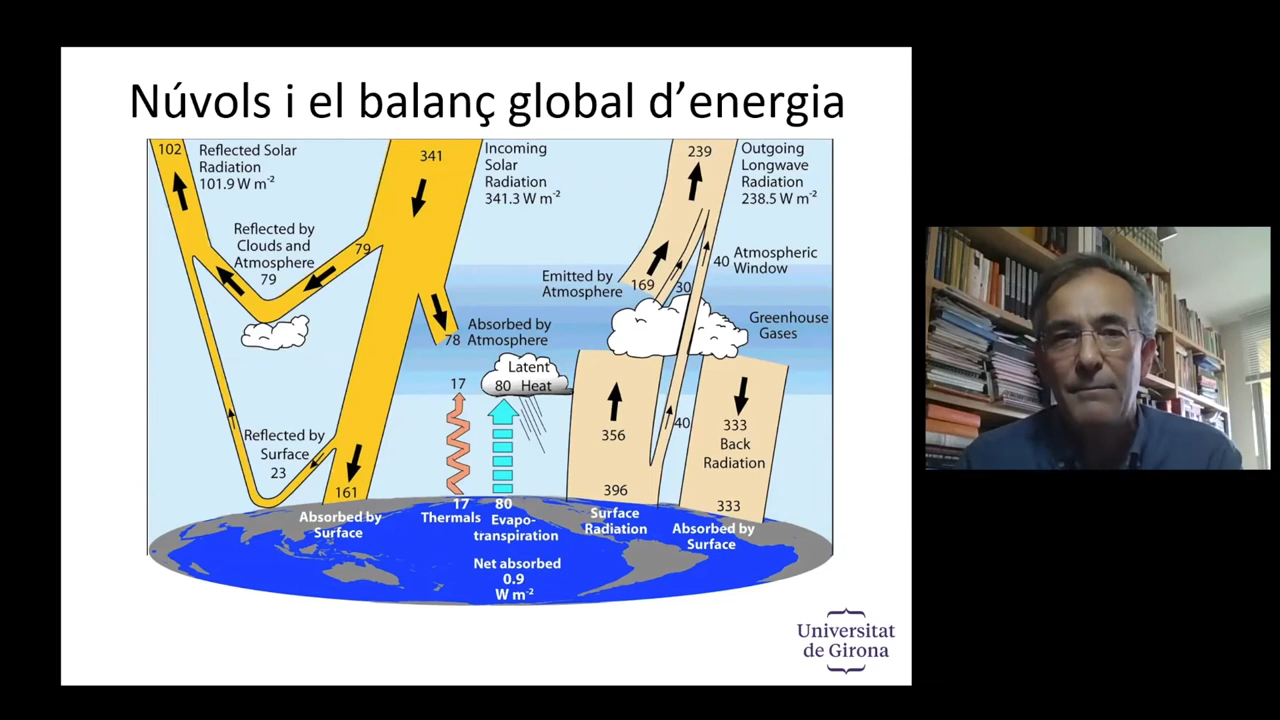 Núvols i el balanç global d’energia
102
Reflected Solar
Radiation
101.9 W m-2
341
Incoming
Solar
Radiation
341.3 W m-2
239
Outgoing
Longwave
Radiation
238.5 W m-2
Reflected by
Clouds and
Atmosphere
79
79
Emitted by
Atmosphere
169
30
40
Atmospheric
Window
Greenhouse
Gases
78
Absorbed by
Atmosphere
17
Latent
80 Heat
356
40
333
Back
Radiation
Reflected by
Surface
23
161
396
333
Absorbed by
Surface
17
Thermals
80
Evapo-
transpiration
Surface
Radiation
Absorbed by
Surface
Net absorbed
0.9
W m-2
Universitat
de Girona